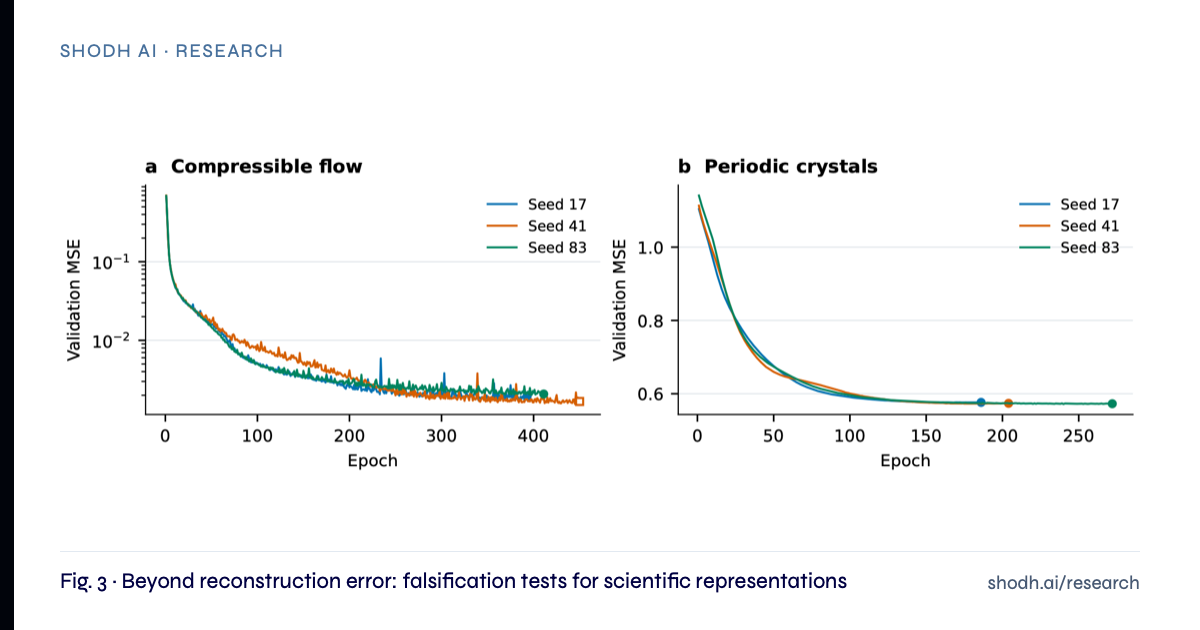 SHODH AI · RESEARCH
a Compressible flow
Validation MSE
10⁻¹
10⁻²
Seed 17
Seed 41
Seed 83
0 100 200 300 400
Epoch
b Periodic crystals
Validation MSE
1.0
0.8
0.6
Seed 17
Seed 41
Seed 83
0 50 100 150 200 250
Epoch
Fig. 3 · Beyond reconstruction error: falsification tests for scientific representations
shodh.ai/research